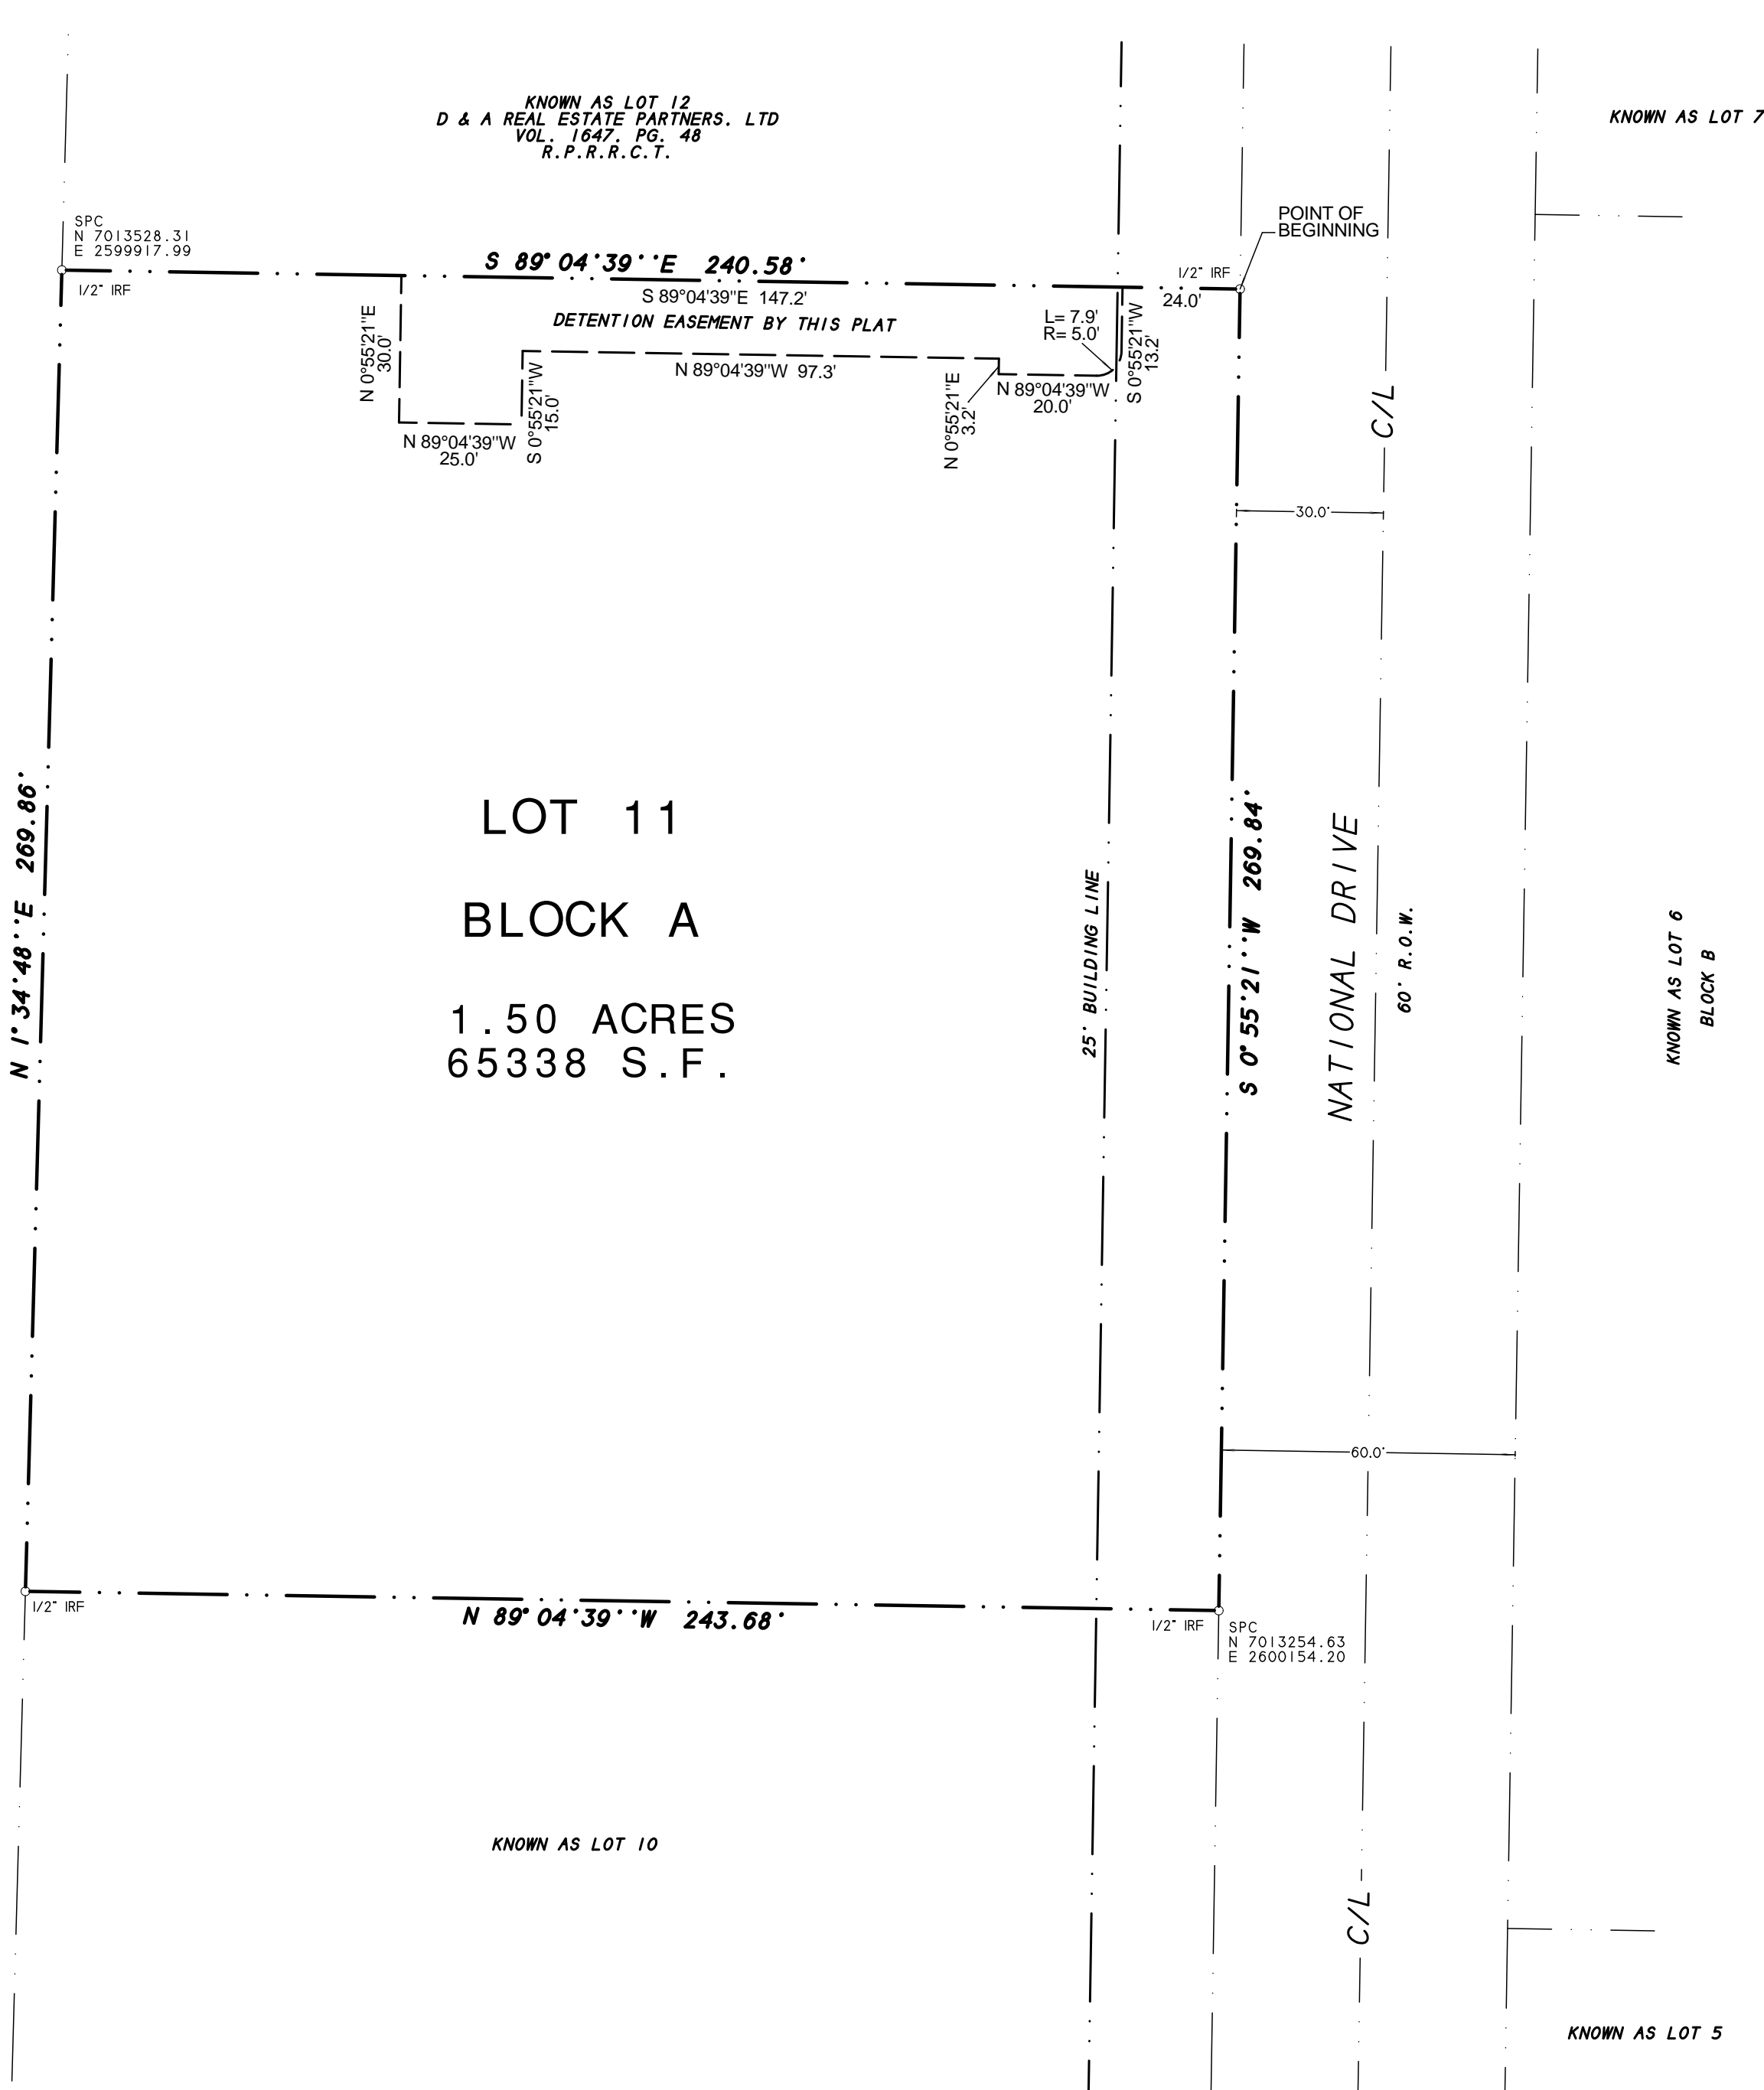 KNOWN AS LOT 12
D & A REAL ESTATE PARTNERS. LTD
VOL. 1647. PG. 48
R.P.R.R.C.T.
KNOWN AS LOT 7
SPC
N 7013528.31
E 2599917.99
1/2" IRF
S 89°04'39''E 240.58'
S 89°04'39"E 147.2'
DETENTION EASEMENT BY THIS PLAT
POINT OF
BEGINNING
1/2" IRF
24.0'
L= 7.9'
R= 5.0'
S 0°55'21"W
13.2'
N 0°55'21"E
30.0'
N 89°04'39"W
25.0'
S 0°55'21"W
15.0'
N 89°04'39"W 97.3'
N 0°55'21"E
3.2'
N 89°04'39"W
20.0'
C/L
30.0'
N 1°34'48''E 269.86'
LOT 11
BLOCK A
1.50 ACRES
65338 S.F.
25' BUILDING LINE
S 0°55'21''W 269.84'
NATIONAL DRIVE
60' R.O.W.
KNOWN AS LOT 6
BLOCK B
60.0'
1/2" IRF
N 89°04'39''W 243.68'
1/2" IRF
SPC
N 7013254.63
E 2600154.20
KNOWN AS LOT 10
C/L
KNOWN AS LOT 5